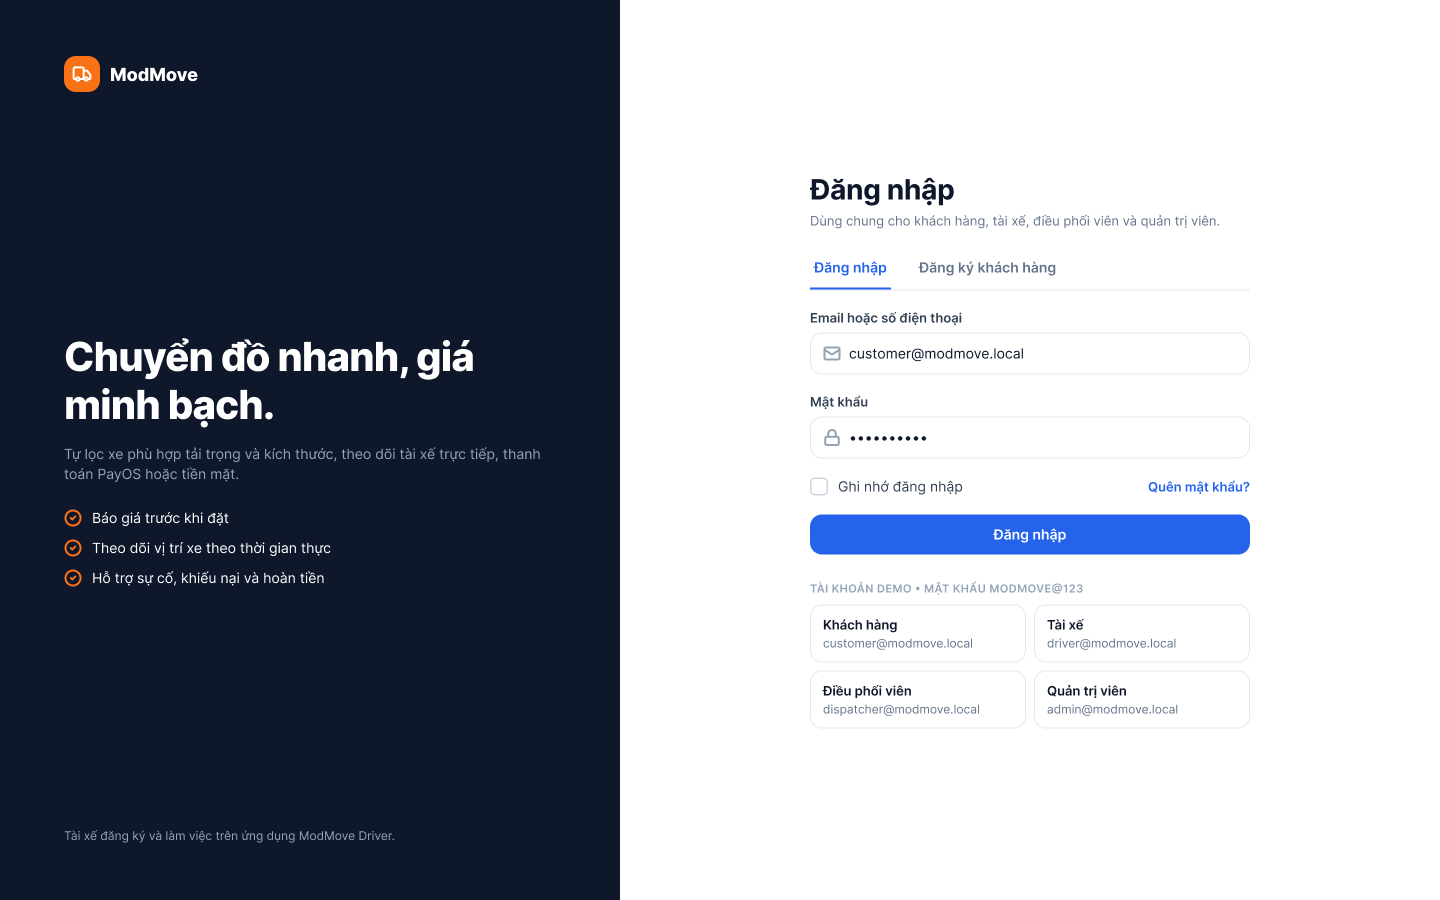 ModMove
Chuyển đồ nhanh, giá
minh bạch.
Tự lọc xe phù hợp tải trọng và kích thước, theo dõi tài xế trực tiếp, thanh
toán PayOS hoặc tiền mặt.
Báo giá trước khi đặt
Theo dõi vị trí xe theo thời gian thực
Hỗ trợ sự cố, khiếu nại và hoàn tiền
Tài xế đăng ký và làm việc trên ứng dụng ModMove Driver.
Đăng nhập
Dùng chung cho khách hàng, tài xế, điều phối viên và quản trị viên.
Đăng nhập
Đăng ký khách hàng
Email hoặc số điện thoại
customer@modmove.local
Mật khẩu
••••••••••
Ghi nhớ đăng nhập
Quên mật khẩu?
Đăng nhập
TÀI KHOẢN DEMO • MẬT KHẨU MODMOVE@123
Khách hàng
customer@modmove.local
Tài xế
driver@modmove.local
Điều phối viên
dispatcher@modmove.local
Quản trị viên
admin@modmove.local